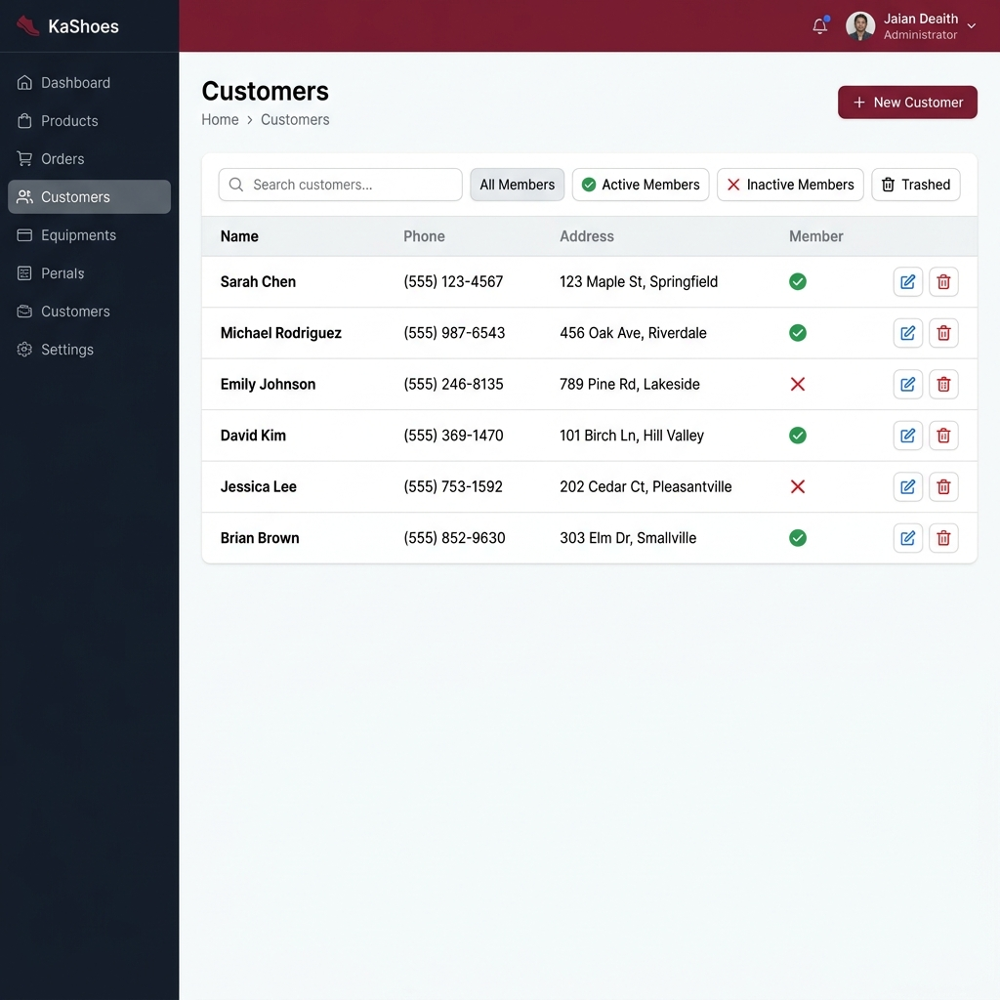 KaShoes
Jaian Deaith
Administrator
Dashboard
Products
Orders
Customers
Equipments
Perıals
Customers
Settings
Customers
Home > Customers
+ New Customer
Search customers...
All Members
Active Members
Inactive Members
Trashed
Name Phone Address Member
Sarah Chen (555) 123-4567 123 Maple St, Springfield
Michael Rodriguez (555) 987-6543 456 Oak Ave, Riverdale
Emily Johnson (555) 246-8135 789 Pine Rd, Lakeside
David Kim (555) 369-1470 101 Birch Ln, Hill Valley
Jessica Lee (555) 753-1592 202 Cedar Ct, Pleasantville
Brian Brown (555) 852-9630 303 Elm Dr, Smallville